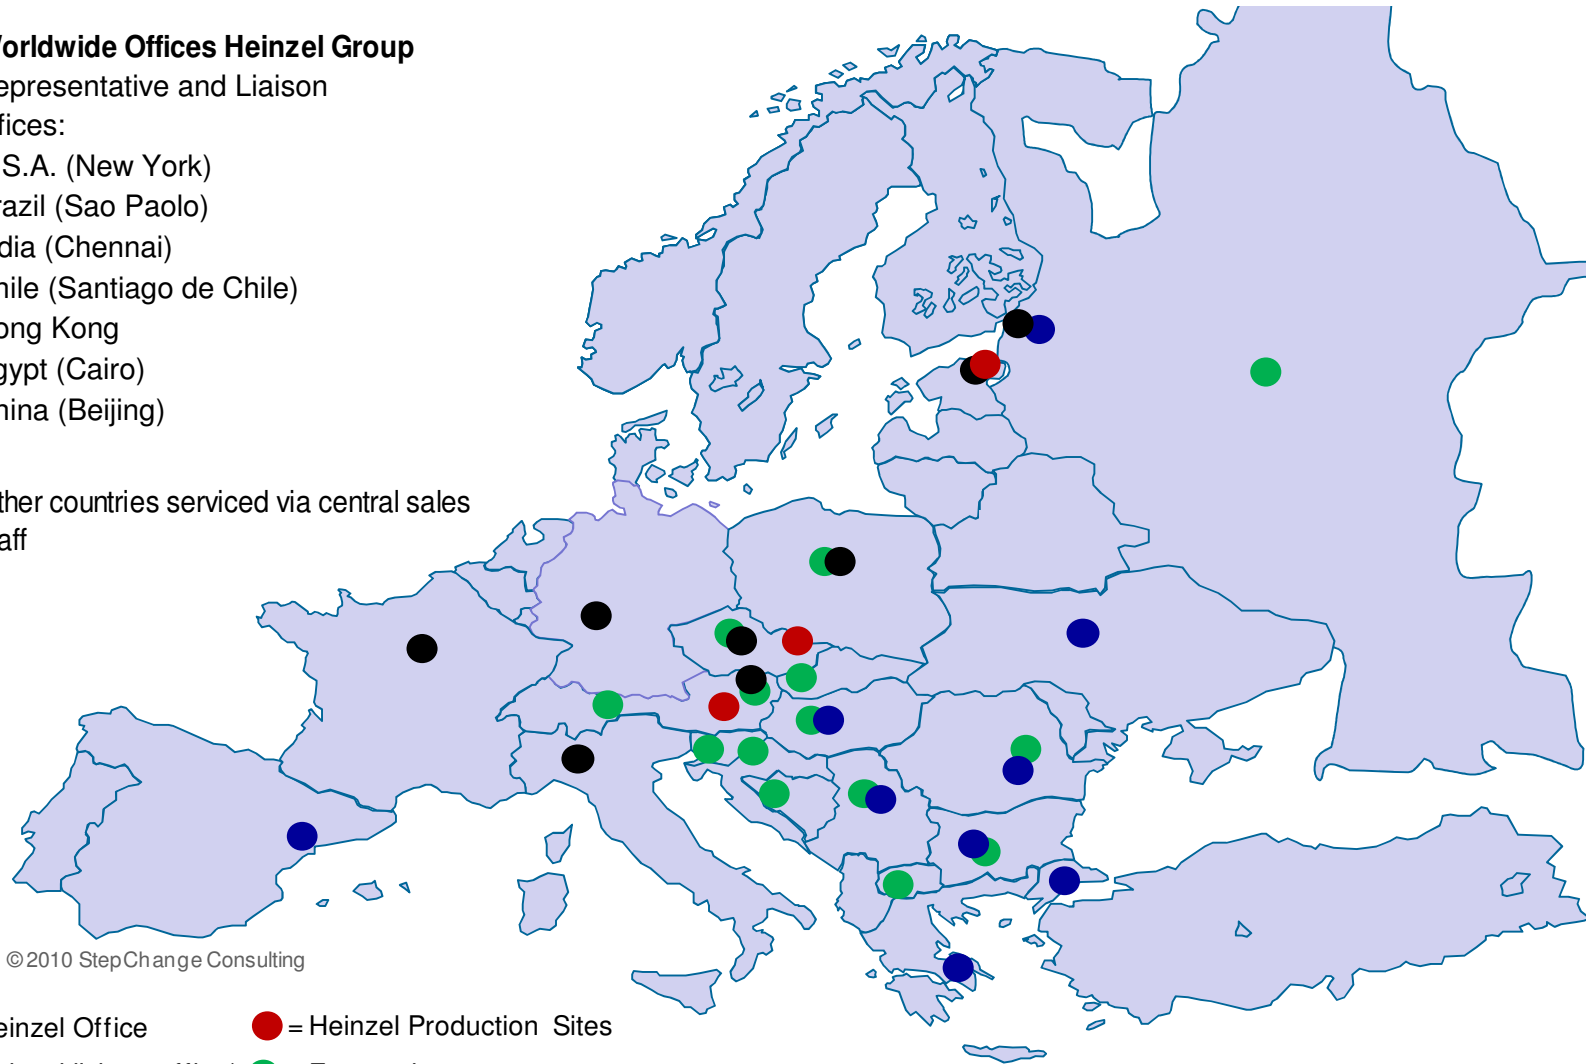 Worldwide Offices Heinzel Group
epresentative and Liaison
fices:
S.A. (New York)
razil (Sao Paolo)
dia (Chennai)
hile (Santiago de Chile)
ong Kong
gypt (Cairo)
hina (Beijing)
ther countries serviced via central sales
aff
©2010 StepChange Consulting
einzel Office = Heinzel Production Sites